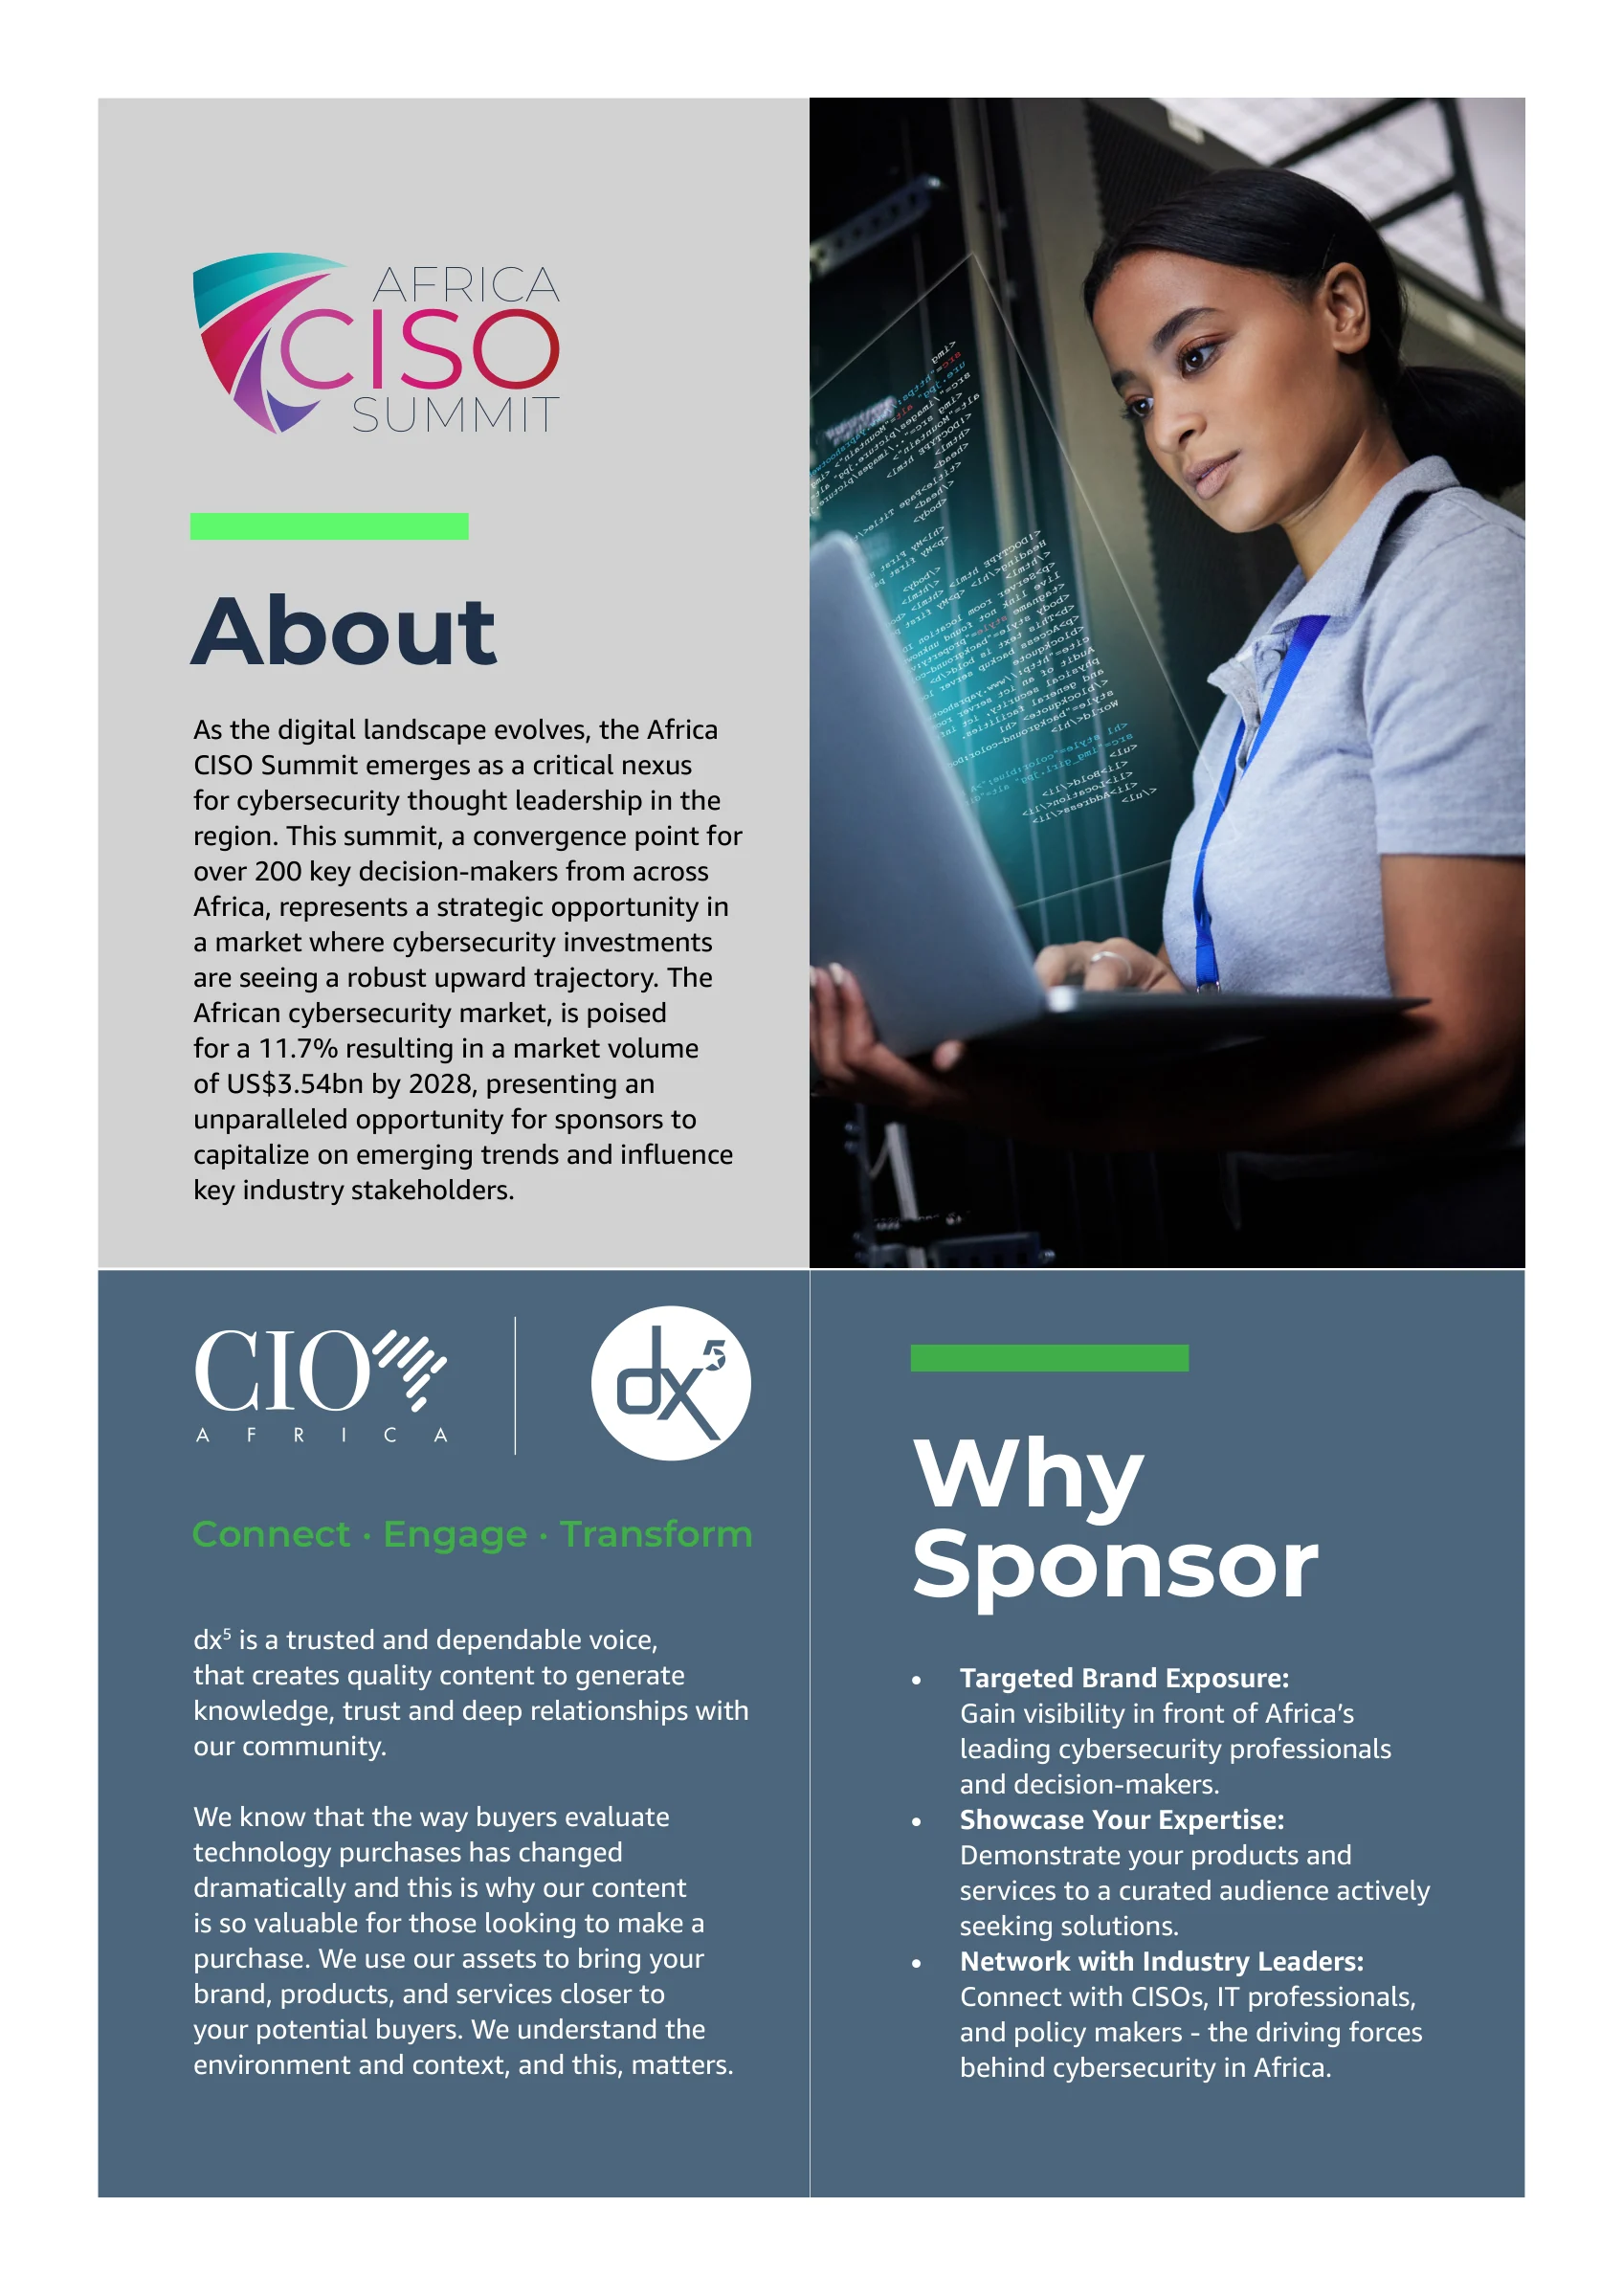 AFRICA
CISO
SUMMIT
About
As the digital landscape evolves, the Africa
CISO Summit emerges as a critical nexus
for cybersecurity thought leadership in the
region. This summit, a convergence point for
over 200 key decision-makers from across
Africa, represents a strategic opportunity in
a market where cybersecurity investments
are seeing a robust upward trajectory. The
African cybersecurity market, is poised
for a 11.7% resulting in a market volume
of US$3.54bn by 2028, presenting an
unparalleled opportunity for sponsors to
capitalize on emerging trends and influence
key industry stakeholders.
CIO
AFRICA
dx⁵
Connect · Engage · Transform
dx⁵ is a trusted and dependable voice,
that creates quality content to generate
knowledge, trust and deep relationships with
our community.
We know that the way buyers evaluate
technology purchases has changed
dramatically and this is why our content
is so valuable for those looking to make a
purchase. We use our assets to bring your
brand, products, and services closer to
your potential buyers. We understand the
environment and context, and this, matters.
Why
Sponsor
• Targeted Brand Exposure:
Gain visibility in front of Africa’s
leading cybersecurity professionals
and decision-makers.
• Showcase Your Expertise:
Demonstrate your products and
services to a curated audience actively
seeking solutions.
• Network with Industry Leaders:
Connect with CISOs, IT professionals,
and policy makers - the driving forces
behind cybersecurity in Africa.